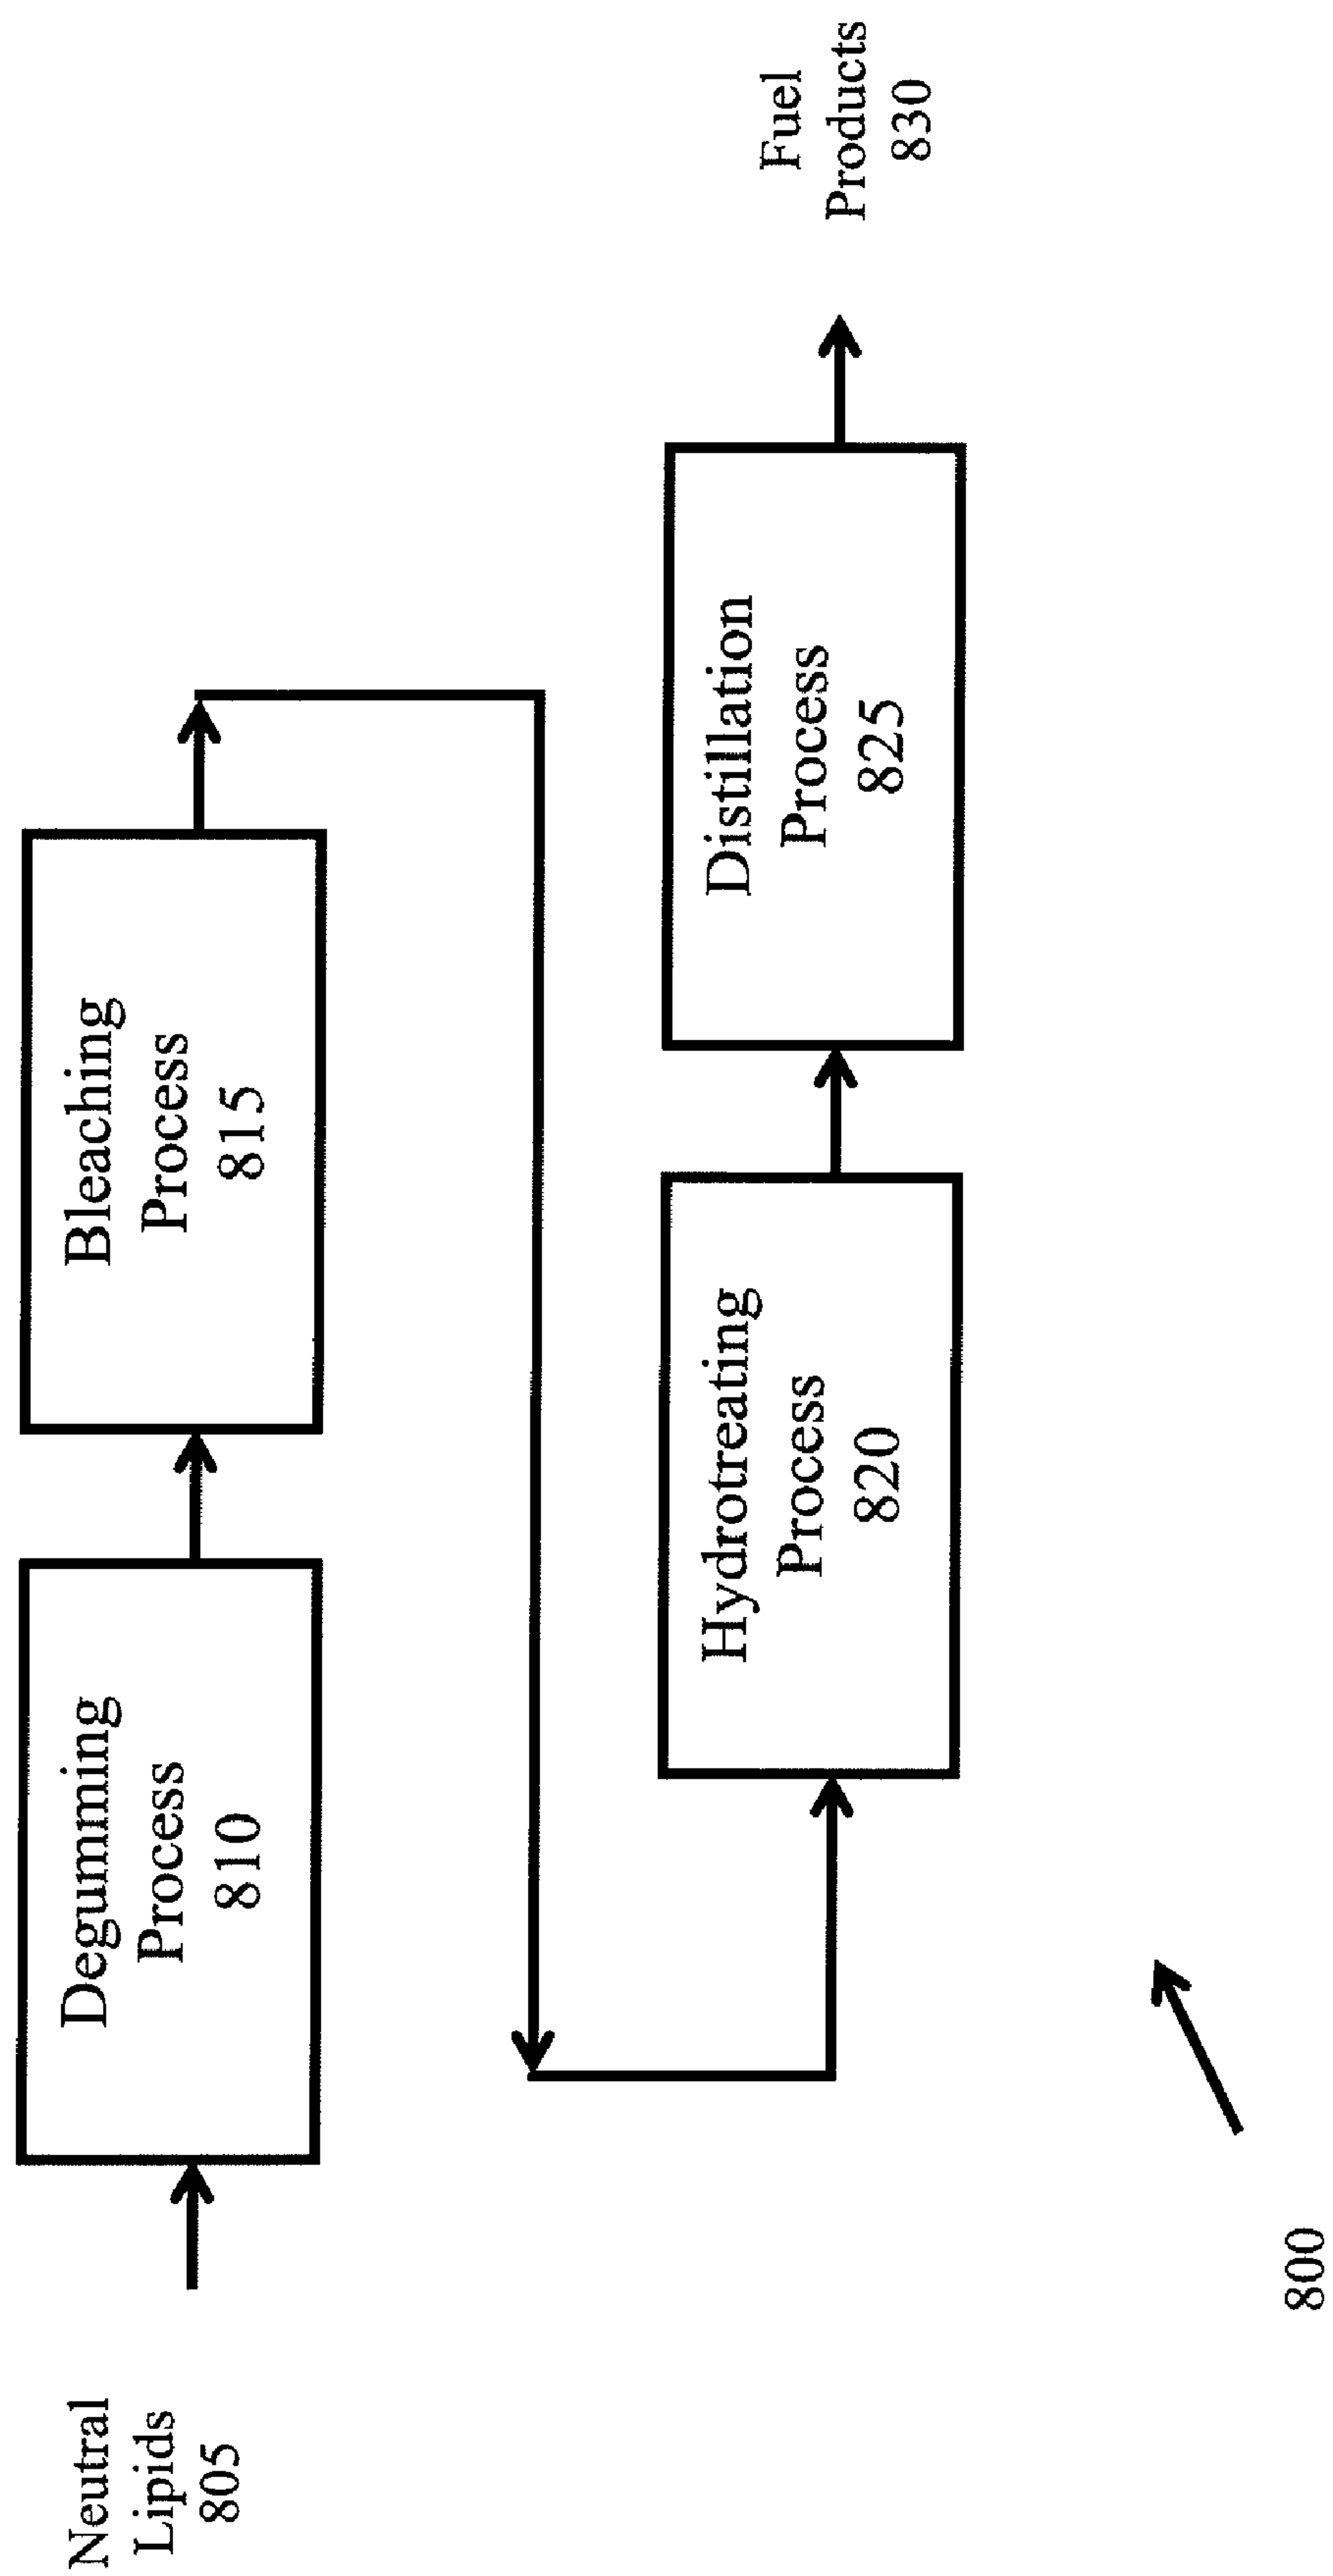 Neutral
Lipids
805
Degumming
Process
810
Bleaching
Process
815
Hydrotreating
Process
820
Distillation
Process
825
Fuel
Products
830
800